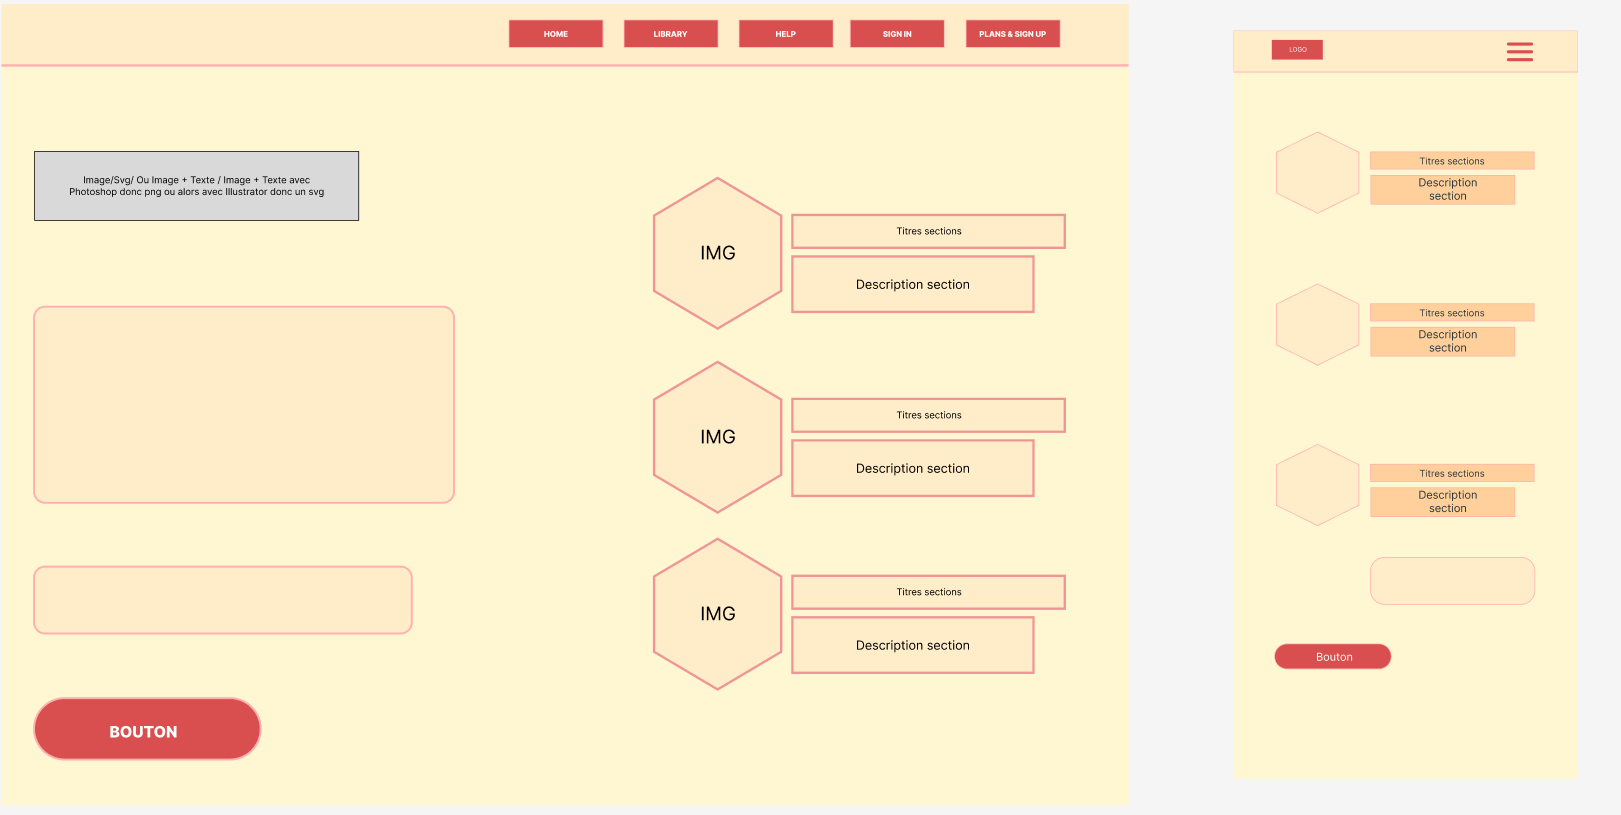 HOME
LIBRARY
HELP
SIGN IN
PLANS & SIGN UP
Image/Svg/ Ou Image + Texte / Image + Texte avec
Photoshop donc png ou alors avec Illustrator donc un svg
IMG
Titres sections
Description section
IMG
Titres sections
Description section
IMG
Titres sections
Description section
BOUTON
LOGO
Titres sections
Description
section
Titres sections
Description
section
Titres sections
Description
section
Bouton